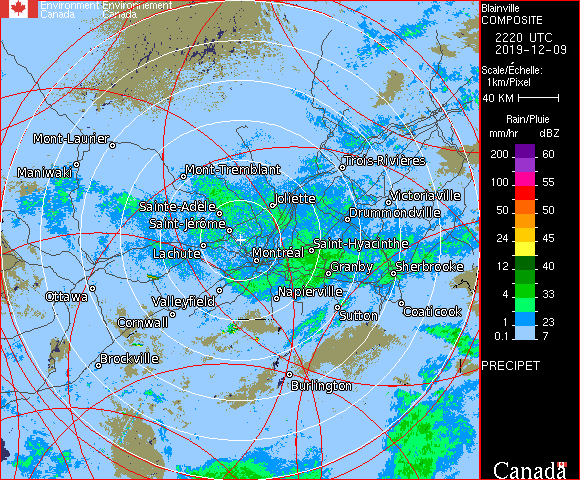 Environment Environnement
Canada Canada
Blainville
COMPOSITE
2220 UTC
2019-12-09
Scale/Échelle:
1km/Pixel
40 KM
Rain/Pluie
mm/hr dBZ
200 60
100 55
50 50
24 45
12 40
8 33
4 33
1 23
0.1 7
PRECIPET
Canada
Mont-Laurier
Maniwaki
Mont-Tremblant
Trois-Rivières
Sainte-Adèle
Joliette
Victoriaville
Drummondville
Saint-Jérôme
Lachute
Montréal
Saint-Hyacinthe
Granby
Sherbrooke
Ottawa
Valleyfield
Napierville
Sutton
Coaticook
Cornwall
Brockville
Burlington